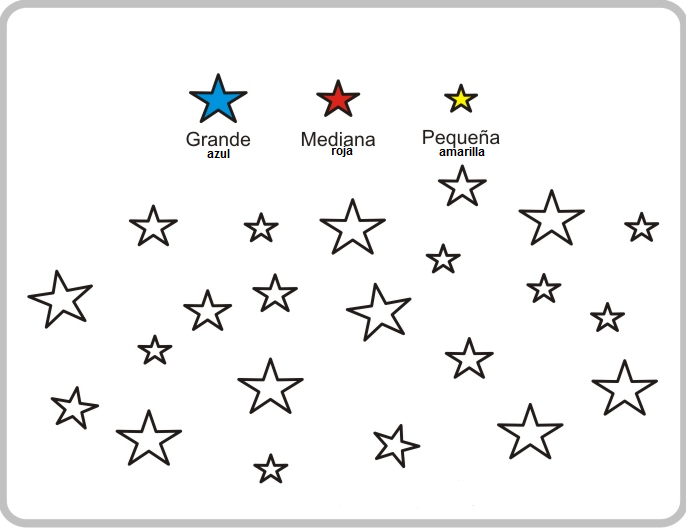 Grande
azul
Mediana
roja
Pequeña
amarilla